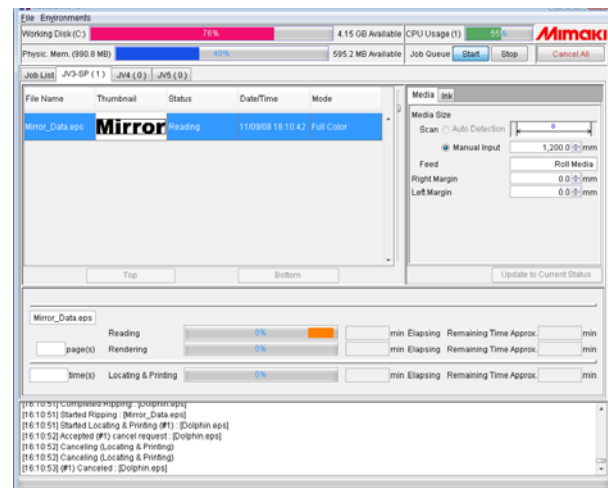 File Environments
Working Disk(C:) 76% 4.15 GB Available CPU Usage (1) 55% Mimaki
Physic. Mem. (990.8 MB) 40% 595.2 MB Available Job Queue Start Stop Cancel All
Job List JV3-SP ( 1 ) JV4 ( 0 ) JV5 ( 0 )
Media Ink
File Name Thumbnail Status Date/Time Mode
Mirror_Data.eps Mirror Reading 11/09/08 16:10:42 Full Color
Media Size
Scan Auto Detection 0
Manual Input 1,200.0 mm
Feed Roll Media
Right Margin 0.0 mm
Left Margin 0.0 mm
Top Bottom Update to Current Status
Mirror_Data.eps
Reading 0% min Elapsing Remaining Time Approx. min
page(s) Rendering 0% min Elapsing Remaining Time Approx. min
time(s) Locating & Printing 0% min Elapsing Remaining Time Approx. min
[16:10:51] Completed Ripping : [Dolphin.eps]
[16:10:51] Started Ripping : [Mirror_Data.eps]
[16:10:51] Started Locating & Printing (#1) : [Dolphin.eps]
[16:10:52] Accepted (#1) cancel request : [Dolphin.eps]
[16:10:52] Canceling (Locating & Printing)
[16:10:52] Canceling (Locating & Printing)
[16:10:53] (#1) Canceled : [Dolphin.eps]